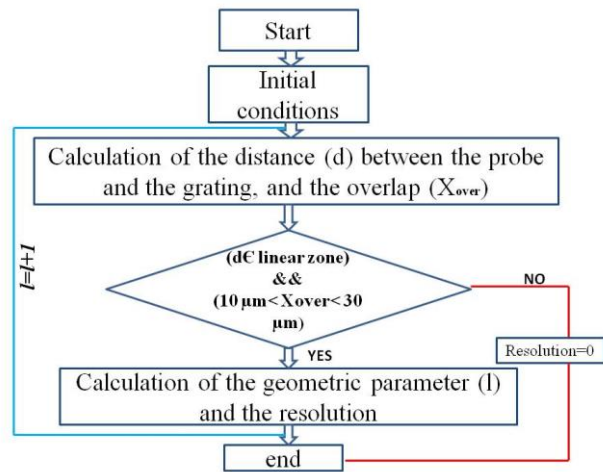 Start
Initial
conditions
Calculation of the distance (d) between the probe
and the grating, and the overlap (Xover)
l=l+1
(d€ linear zone)
&&
(10 µm< Xover< 30
µm)
NO
YES
Resolution=0
Calculation of the geometric parameter (l)
and the resolution
end